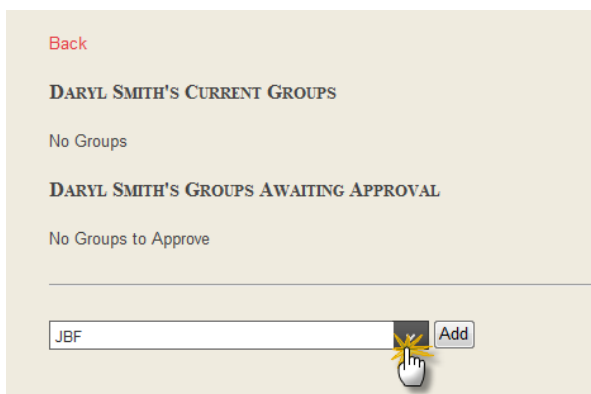 Back
Daryl Smith's Current Groups
No Groups
Daryl Smith's Groups Awaiting Approval
No Groups to Approve
JBF Add